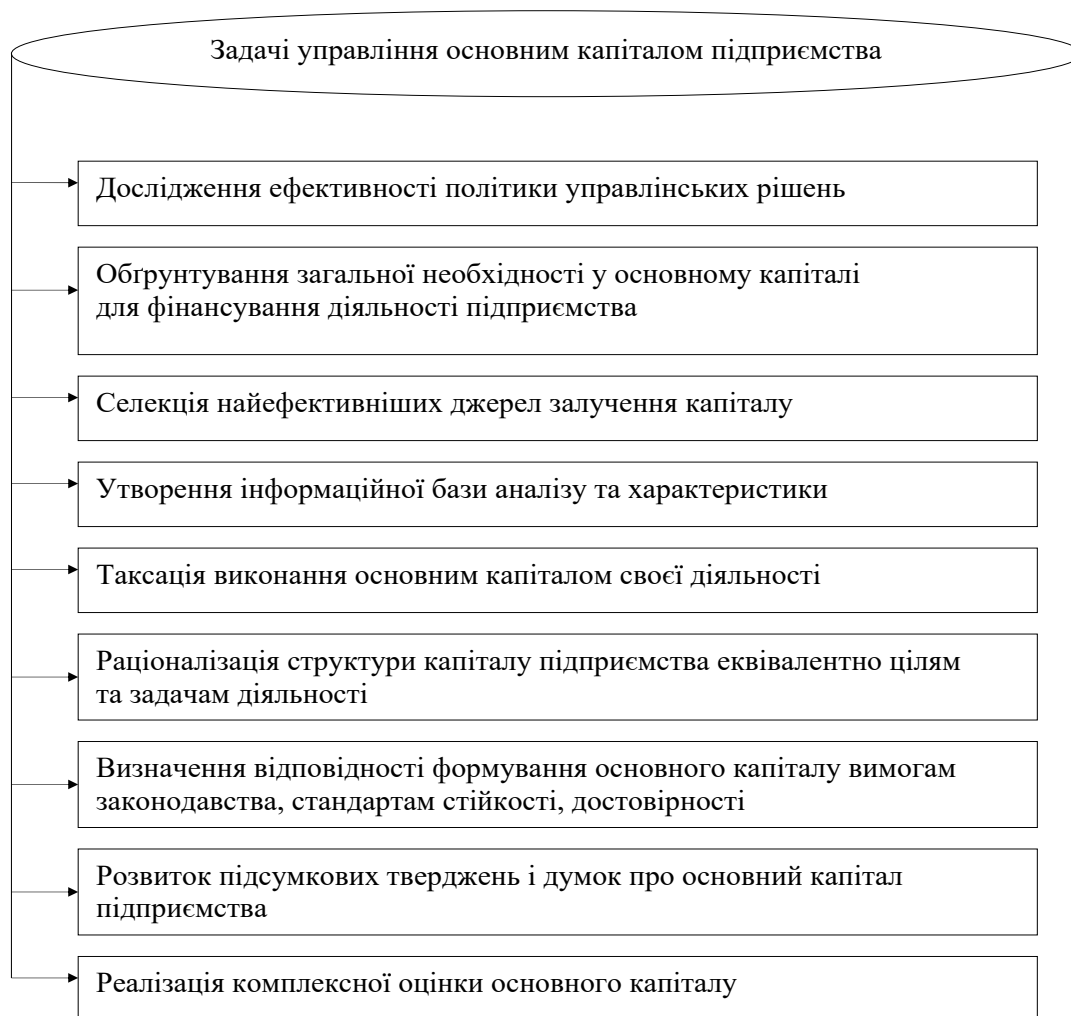 Задачі управління основним капіталом підприємства
Дослідження ефективності політики управлінських рішень
Обґрунтування загальної необхідності у основному капіталі
для фінансування діяльності підприємства
Селекція найефективніших джерел залучення капіталу
Утворення інформаційної бази аналізу та характеристики
Таксація виконання основним капіталом своєї діяльності
Раціоналізація структури капіталу підприємства еквівалентно цілям
та задачам діяльності
Визначення відповідності формування основного капіталу вимогам
законодавства, стандартам стійкості, достовірності
Розвиток підсумкових тверджень і думок про основний капітал
підприємства
Реалізація комплексної оцінки основного капіталу